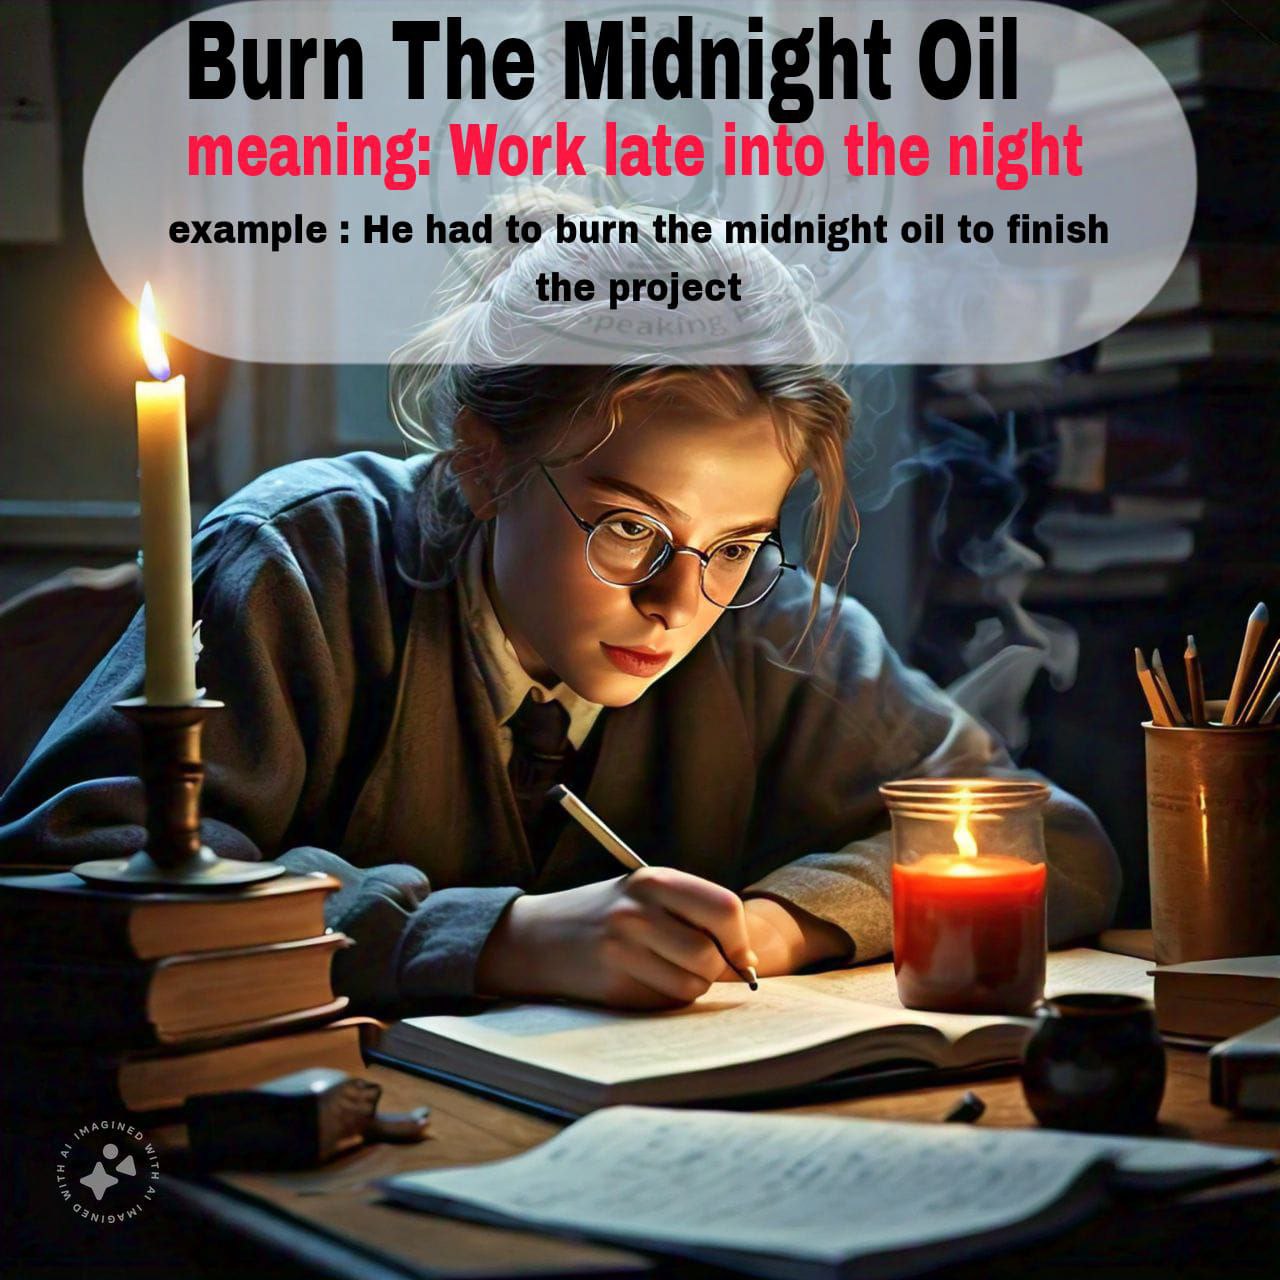 Burn The Midnight Oil
meaning: Work late into the night
example : He had to burn the midnight oil to finish
the project
Speaking
IMAGINED WITH AI IMAGINED WITH AI